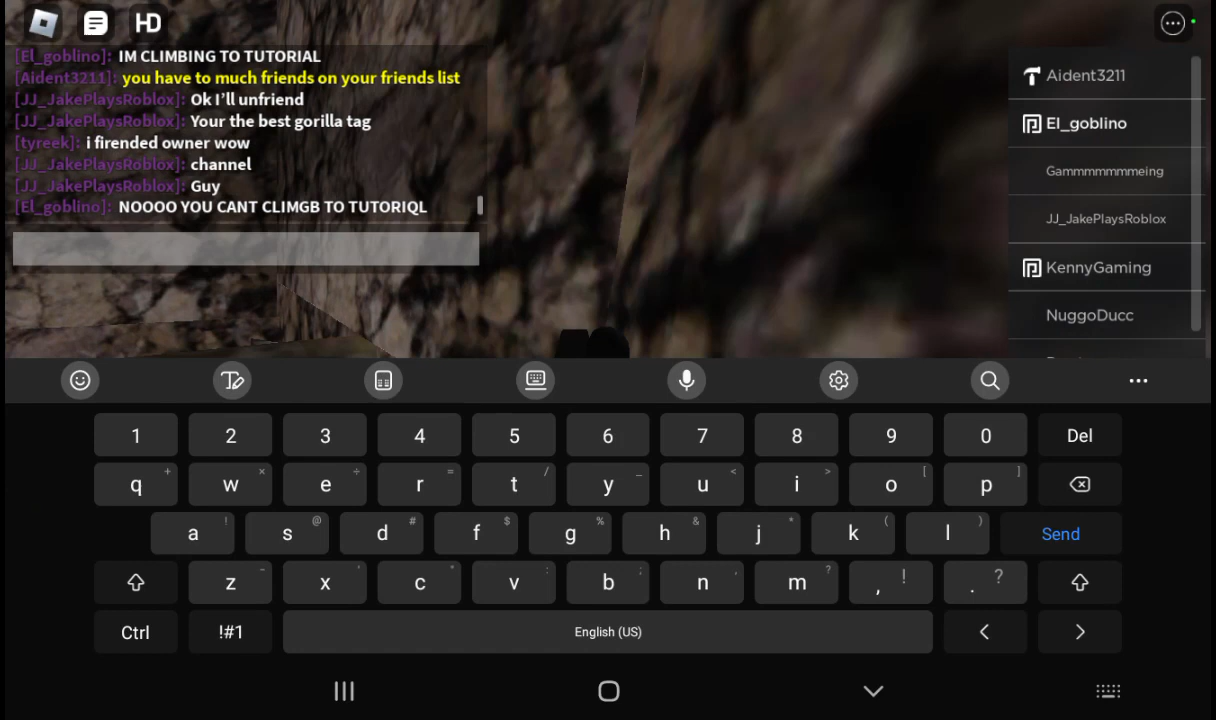 HD
[El_goblino]: IM CLIMBING TO TUTORIAL
[Aident3211]: you have to much friends on your friends list
[JJ_JakePlaysRoblox]: Ok I'll unfriend
[JJ_JakePlaysRoblox]: Your the best gorilla tag
[tyreek]: i firended owner wow
[JJ_JakePlaysRoblox]: channel
[JJ_JakePlaysRoblox]: Guy
[El_goblino]: NOOOO YOU CANT CLIMGB TO TUTORIQL
Aident3211
El_goblino
Gammmmmmmeing
JJ_JakePlaysRoblox
KennyGaming
NuggoDucc
1 2 3 4 5 6 7 8 9 0 Del
q + w × e ÷ r = t / y _ u < i > o [ p ]
a ! s @ d # f $ g % h & j * k ( l ) Send
z - x ' c " v : b ; n , m ? , ! . ?
Ctrl !#1 English (US) < >